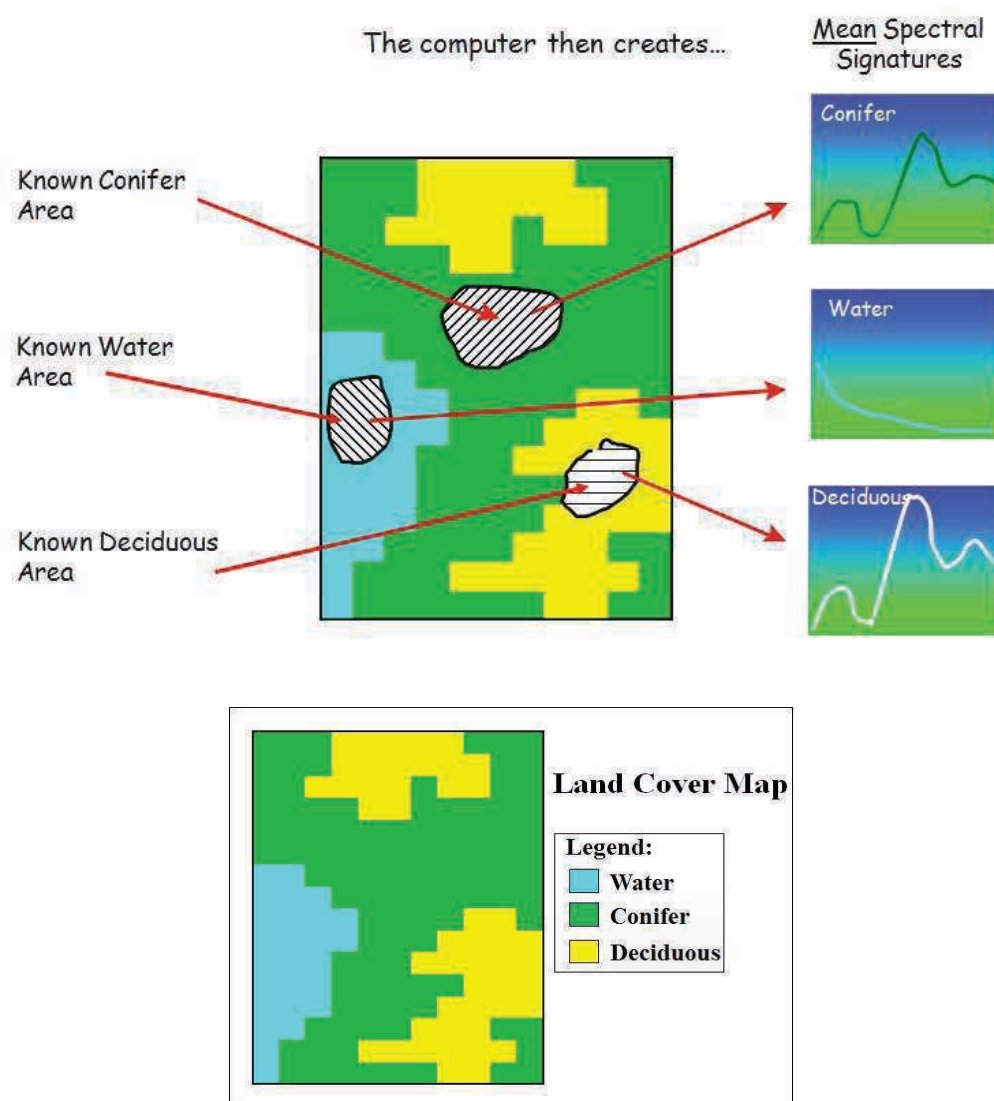 The computer then creates...
Mean Spectral
Signatures
Conifer
Known Conifer
Area
Water
Known Water
Area
Deciduous
Known Deciduous
Area
Land Cover Map
Legend:
Water
Conifer
Deciduous